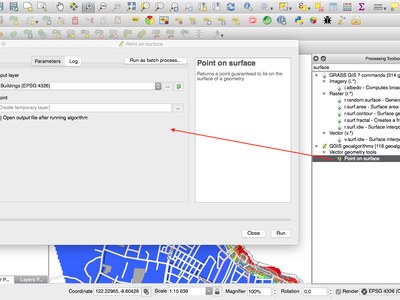 Point on surface
Parameters
Log
Run as batch process...
put layer
Buildings [EPSG:4326]
...
oint
Create temporary layer]
...
Open output file after running algorithm
Point on surface
Returns a point guaranteed to lie on the
surface of a geometry.
Close
Run
Processing Toolbo
surface
GRASS GIS 7 commands [314 g
Imagery (i.*)
i.albedo - Computes broa
Raster (r.*)
r.random.surface - Gener
r.surf.area - Surface area
r.surf.contour - Surface ge
r.surf.fractal - Creates a fra
r.surf.idw - Surface interpo
Vector (v.*)
v.surf.idw - Surface interpo
QGIS geoalgorithms [116 geoalgo
Vector geometry tools
Point on surface
r P...
Layers P...
Coordinate
122.22965,-8.60426
Scale
1:15 639
Magnifier
100%
Rotation
0,0
Render
EPSG:4326 (O